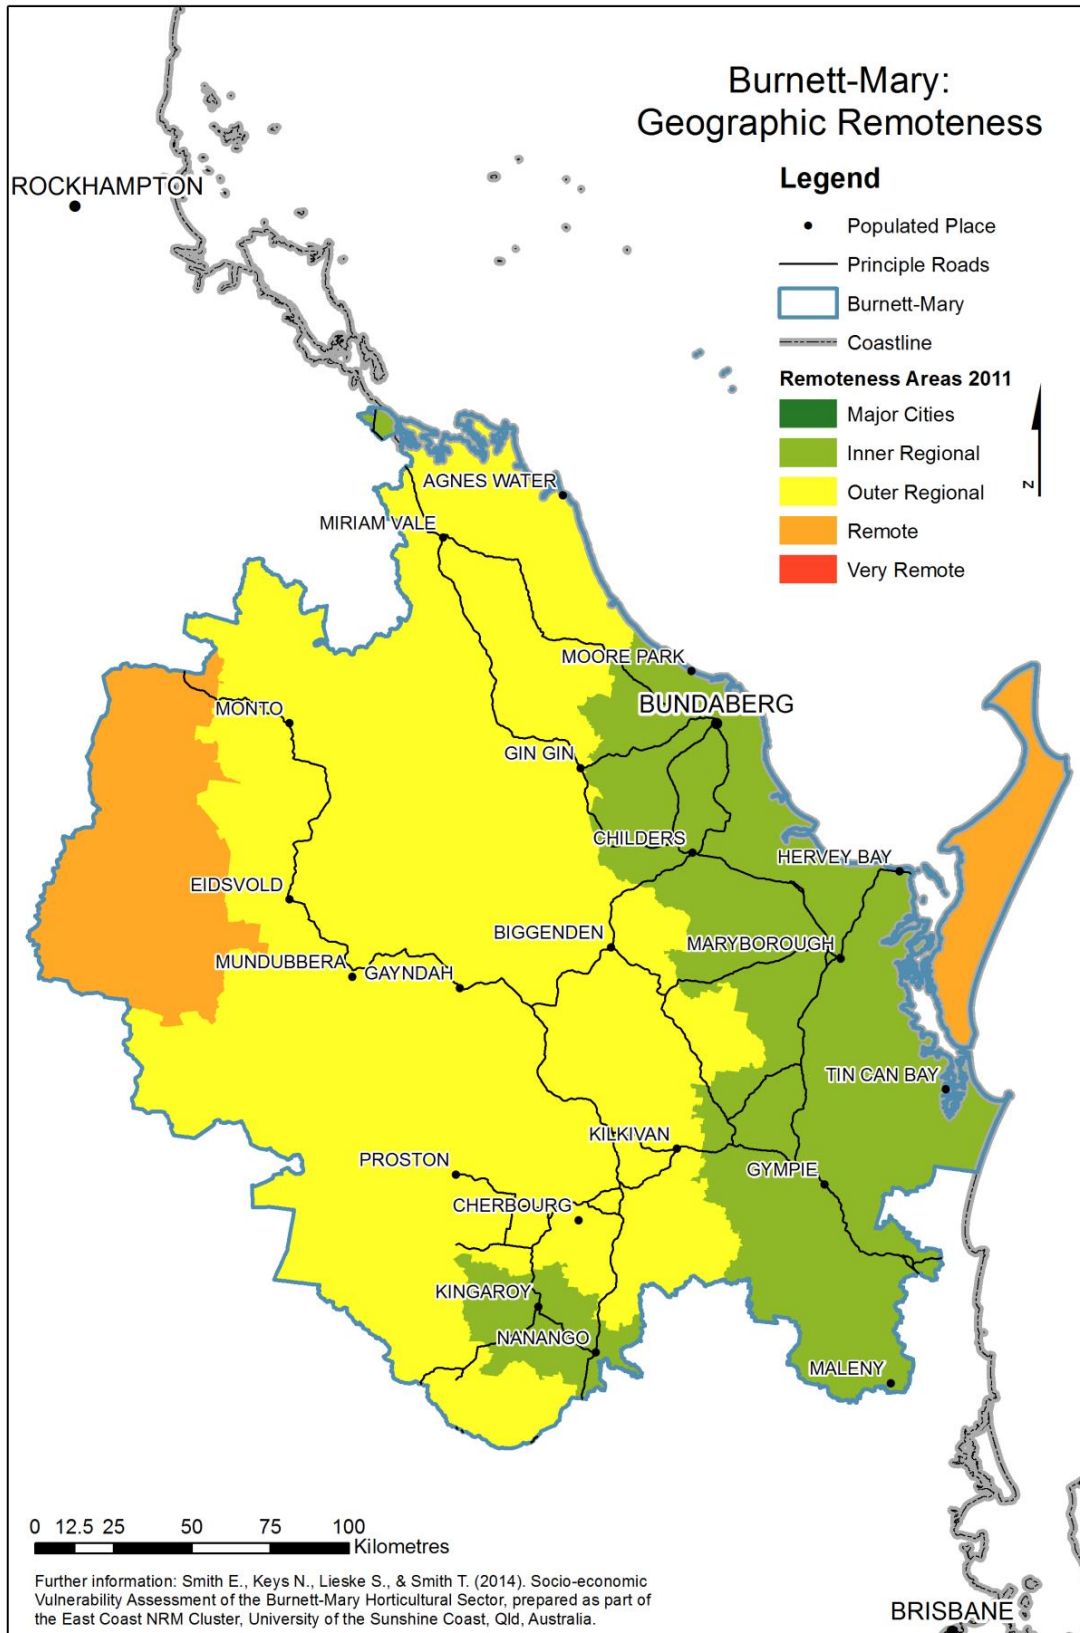 Burnett-Mary:
Geographic Remoteness
Legend
Populated Place
Principle Roads
Burnett-Mary
Coastline
Remoteness Areas 2011
Major Cities
Inner Regional
Outer Regional
Remote
Very Remote
N
ROCKHAMPTON
AGNES WATER
MIRIAM VALE
MOORE PARK
MONTO
BUNDABERG
GIN GIN
CHILDERS
HERVEY BAY
EIDSVOLD
BIGGENDEN
MARYBOROUGH
MUNDUBBERA
GAYNDAH
TIN CAN BAY
KILKIVAN
PROSTON
GYMPIE
CHERBOURG
KINGAROY
NANANGO
MALENY
0 12.5 25 50 75 100
Kilometres
Further information: Smith E., Keys N., Lieske S., & Smith T. (2014). Socio-economic
Vulnerability Assessment of the Burnett-Mary Horticultural Sector, prepared as part of
the East Coast NRM Cluster, University of the Sunshine Coast, Qld, Australia.
BRISBANE